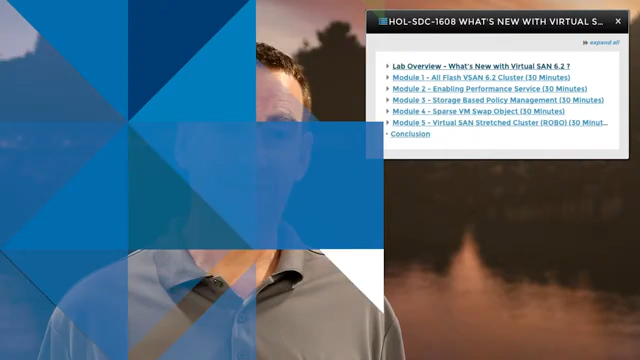 HOL-SDC-1608 WHAT'S NEW WITH VIRTUAL S...
expand all
Lab Overview - What's New with Virtual SAN 6.2 ?
Module 1 - All Flash VSAN 6.2 Cluster (30 Minutes)
Module 2 - Enabling Performance Service (30 Minutes)
Module 3 - Storage Based Policy Management (30 Minutes)
Module 4 - Sparse VM Swap Object (30 Minutes)
Module 5 - Virtual SAN Stretched Cluster (ROBO) (30 Minut...
Conclusion